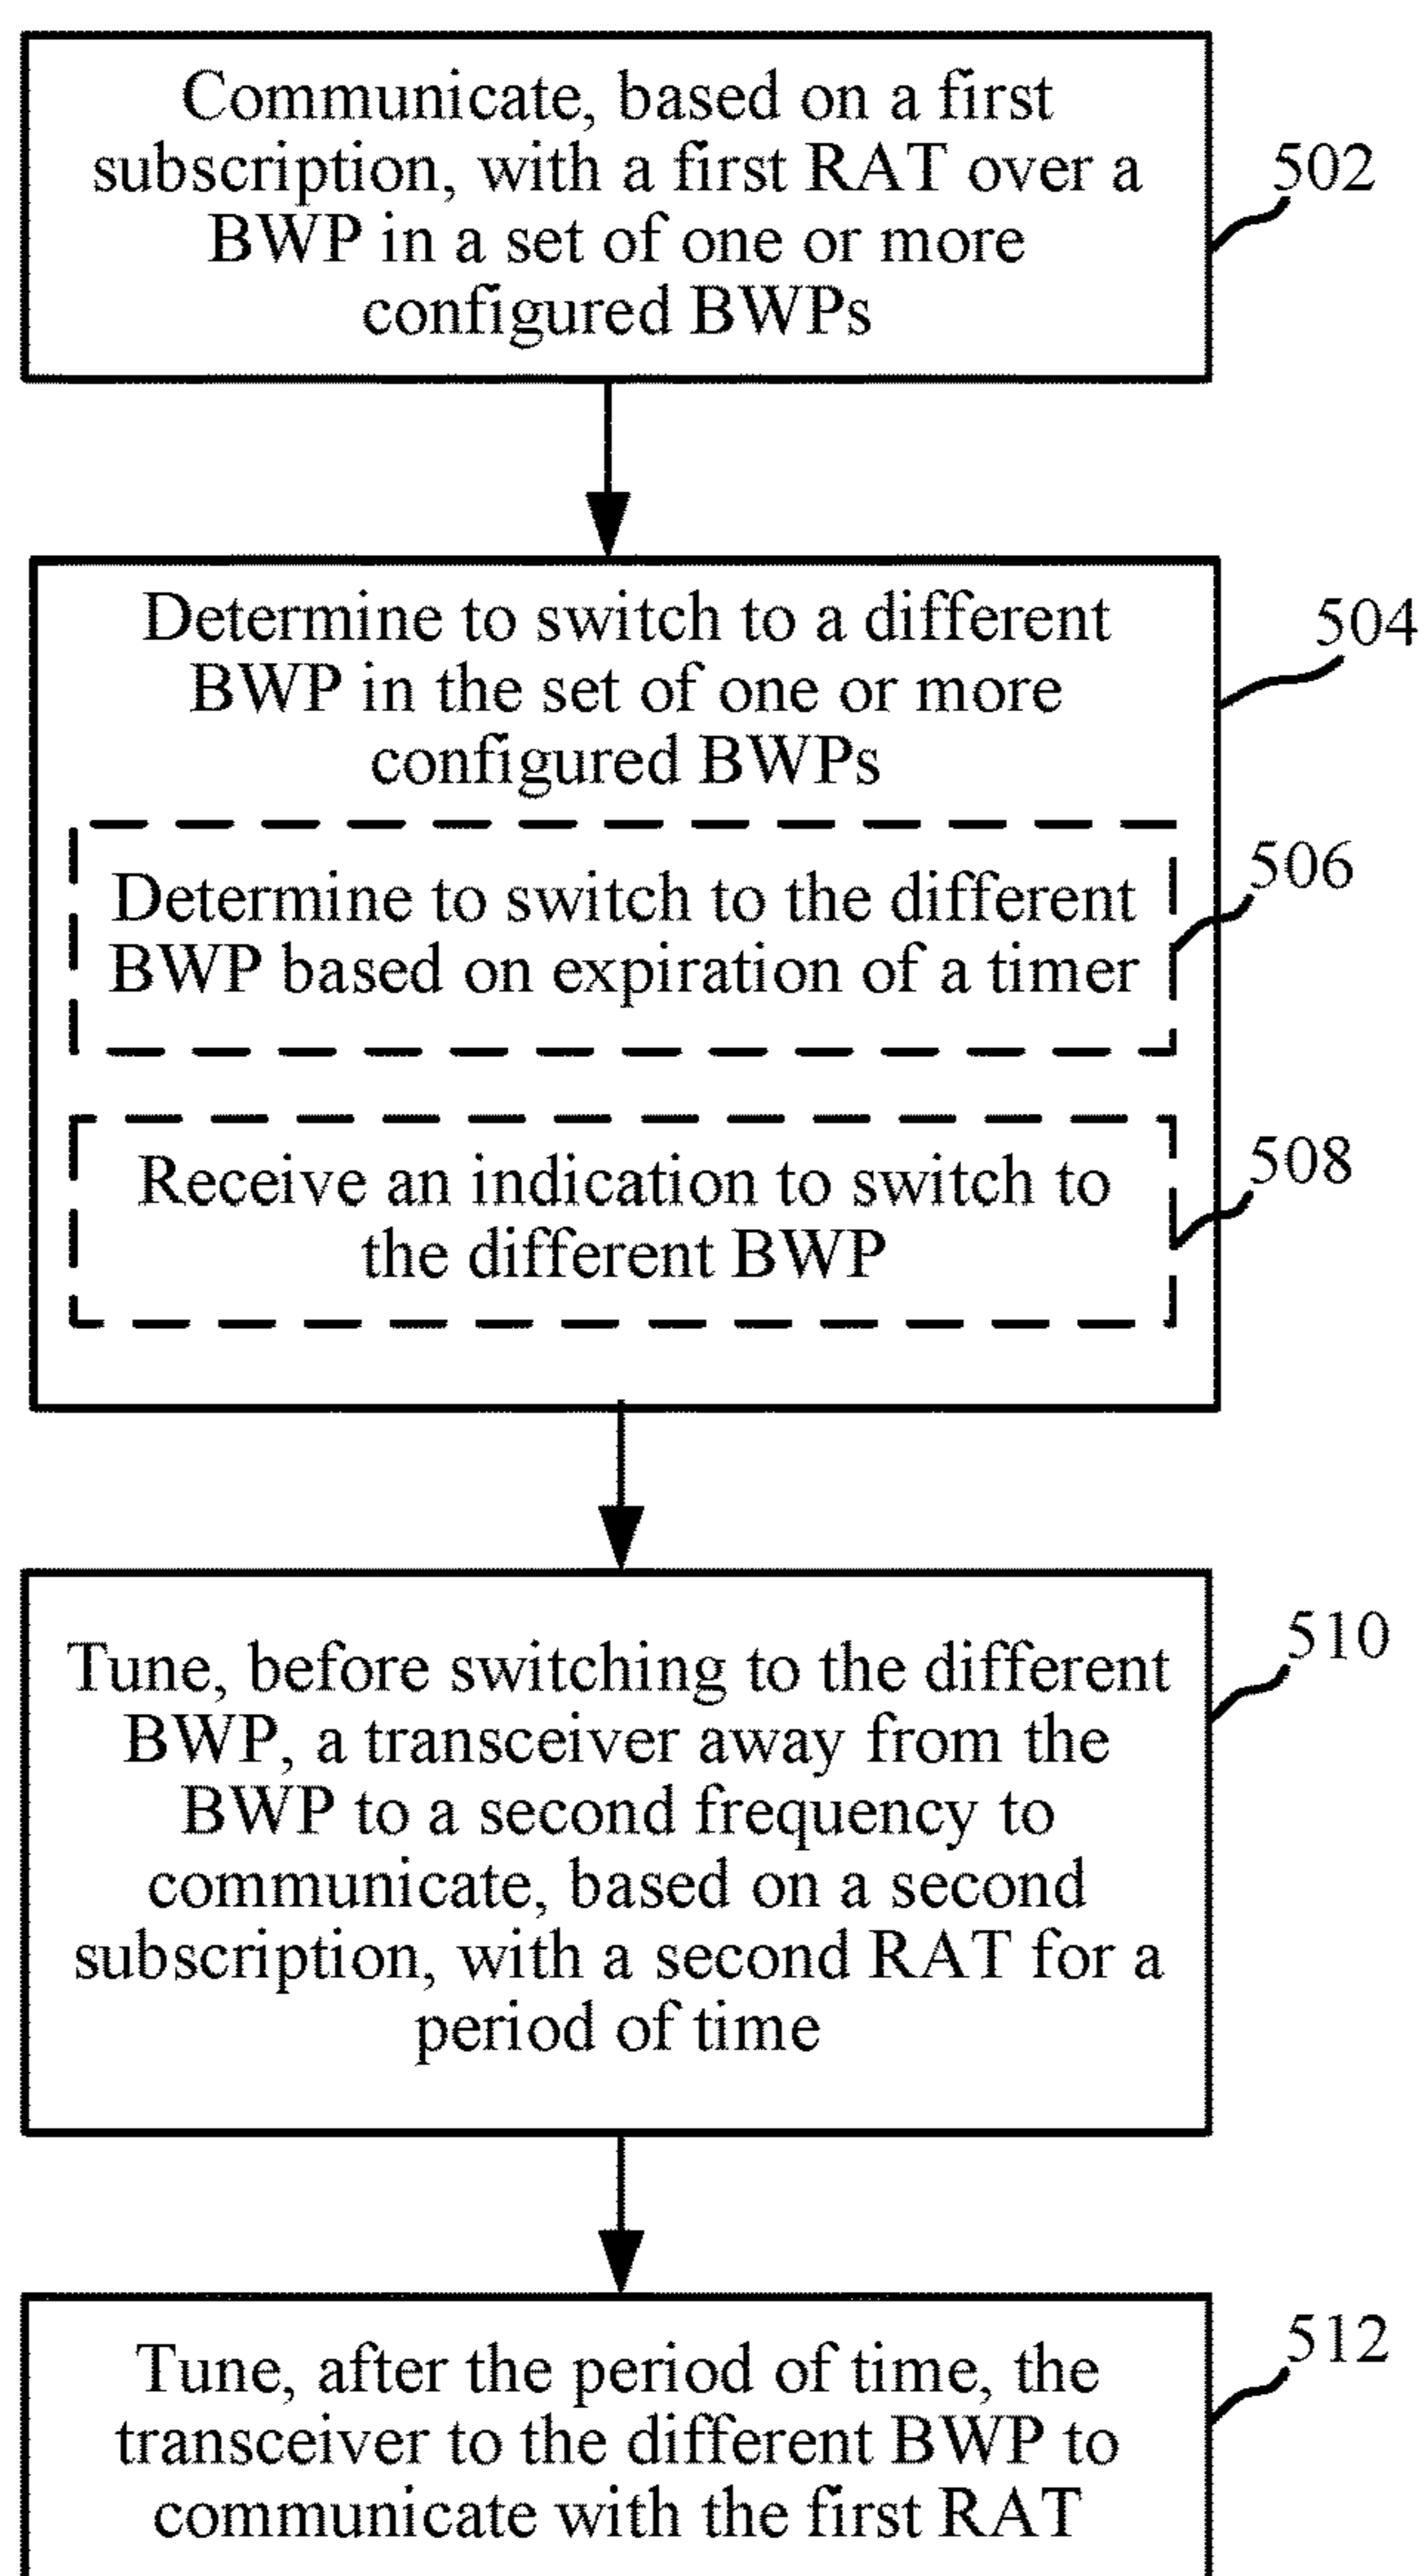 Communicate, based on a first
subscription, with a first RAT over a
BWP in a set of one or more
configured BWPs
502
Determine to switch to a different
BWP in the set of one or more
configured BWPs
504
Determine to switch to the different
BWP based on expiration of a timer
506
Receive an indication to switch to
the different BWP
508
Tune, before switching to the different
BWP, a transceiver away from the
BWP to a second frequency to
communicate, based on a second
subscription, with a second RAT for a
period of time
510
Tune, after the period of time, the
transceiver to the different BWP to
communicate with the first RAT
512